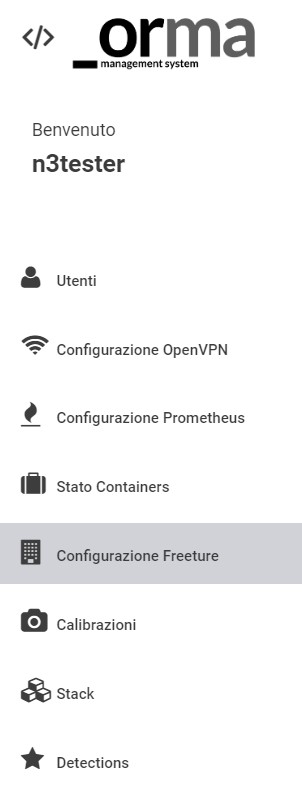 _orma
management system
Benvenuto
n3tester
Utenti
Configurazione OpenVPN
Configurazione Prometheus
Stato Containers
Configurazione Freeture
Calibrazioni
Stack
Detections